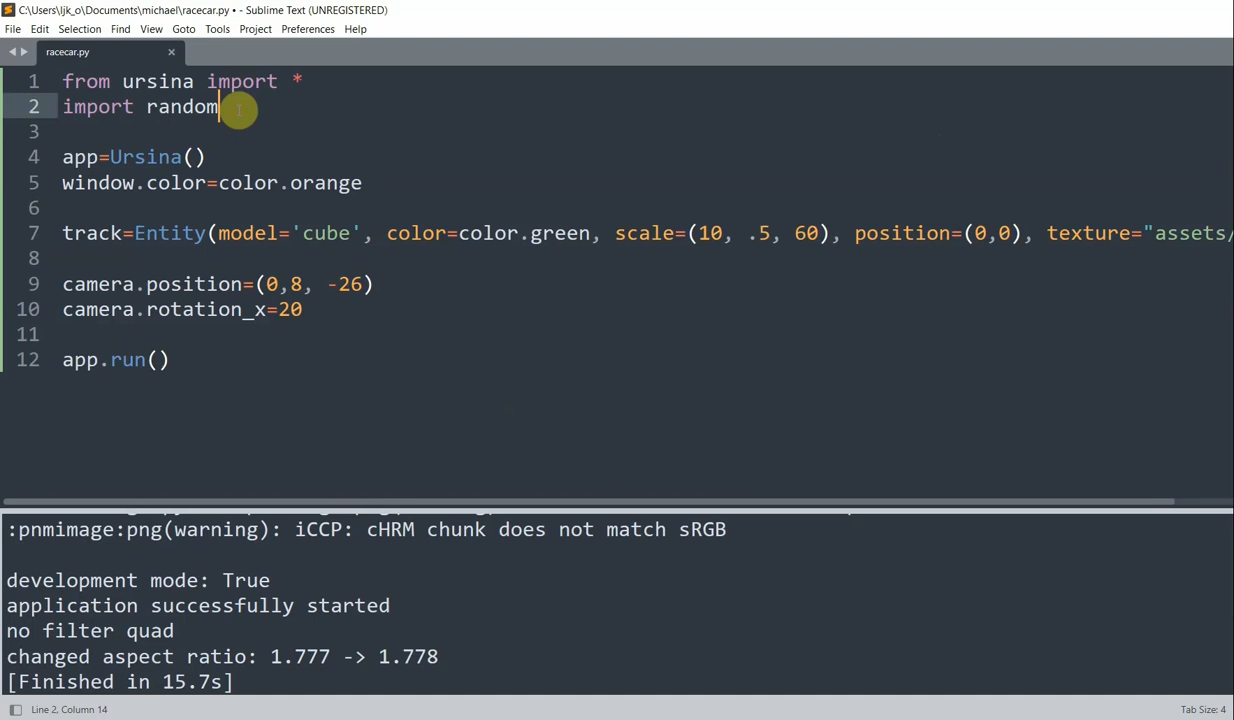 C:\Users\ljk_o\Documents\michael\racecar.py • - Sublime Text (UNREGISTERED)
File Edit Selection Find View Goto Tools Project Preferences Help
racecar.py ×
1 from ursina import *
2 import random
3
4 app=Ursina()
5 window.color=color.orange
6
7 track=Entity(model='cube', color=color.green, scale=(10, .5, 60), position=(0,0), texture="assets/
8
9 camera.position=(0,8, -26)
10 camera.rotation_x=20
11
12 app.run()
:pnmimage:png(warning): iCCP: cHRM chunk does not match sRGB
development mode: True
application successfully started
no filter quad
changed aspect ratio: 1.777 -> 1.778
[Finished in 15.7s]
Line 2, Column 14 Tab Size: 4